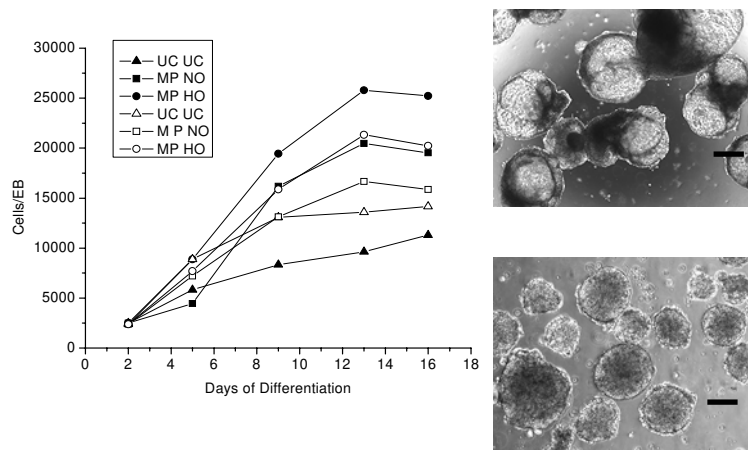 30000
25000
20000
15000
10000
5000
0
Cells/EB
UC UC
MP NO
MP HO
UC UC
M P NO
MP HO
0 2 4 6 8 10 12 14 16 18
Days of Differentiation